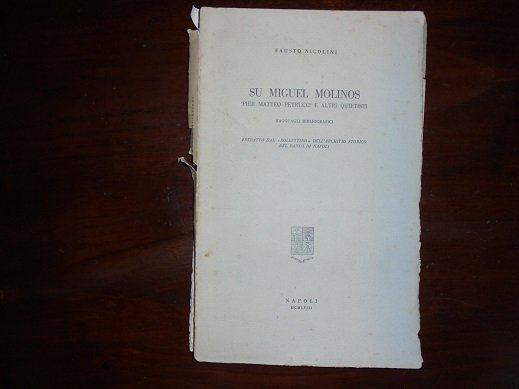 FAUSTO NICOLINI
SU MIGUEL MOLINOS
PIER MATTEO PETRUCCI E ALTRI QUIETISTI
RAGGUAGLI BIBLIOGRAFICI
ESTRATTO DAL «BOLLETTINO» DELL'ARCHIVIO STORICO
DEL BANCO DI NAPOLI
NAPOLI
MCMLVIII